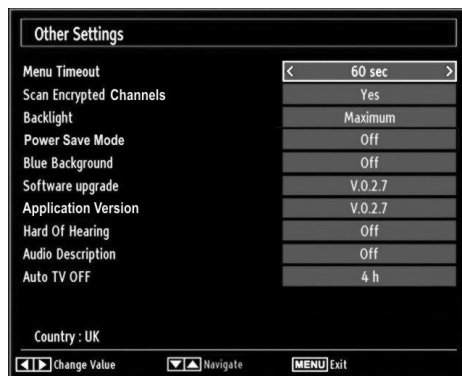 Other Settings
Menu Timeout < 60 sec >
Scan Encrypted Channels Yes
Backlight Maximum
Power Save Mode Off
Blue Background Off
Software upgrade V.0.2.7
Application Version V.0.2.7
Hard Of Hearing Off
Audio Description Off
Auto TV OFF 4 h
Country : UK
Change Value Navigate MENU Exit